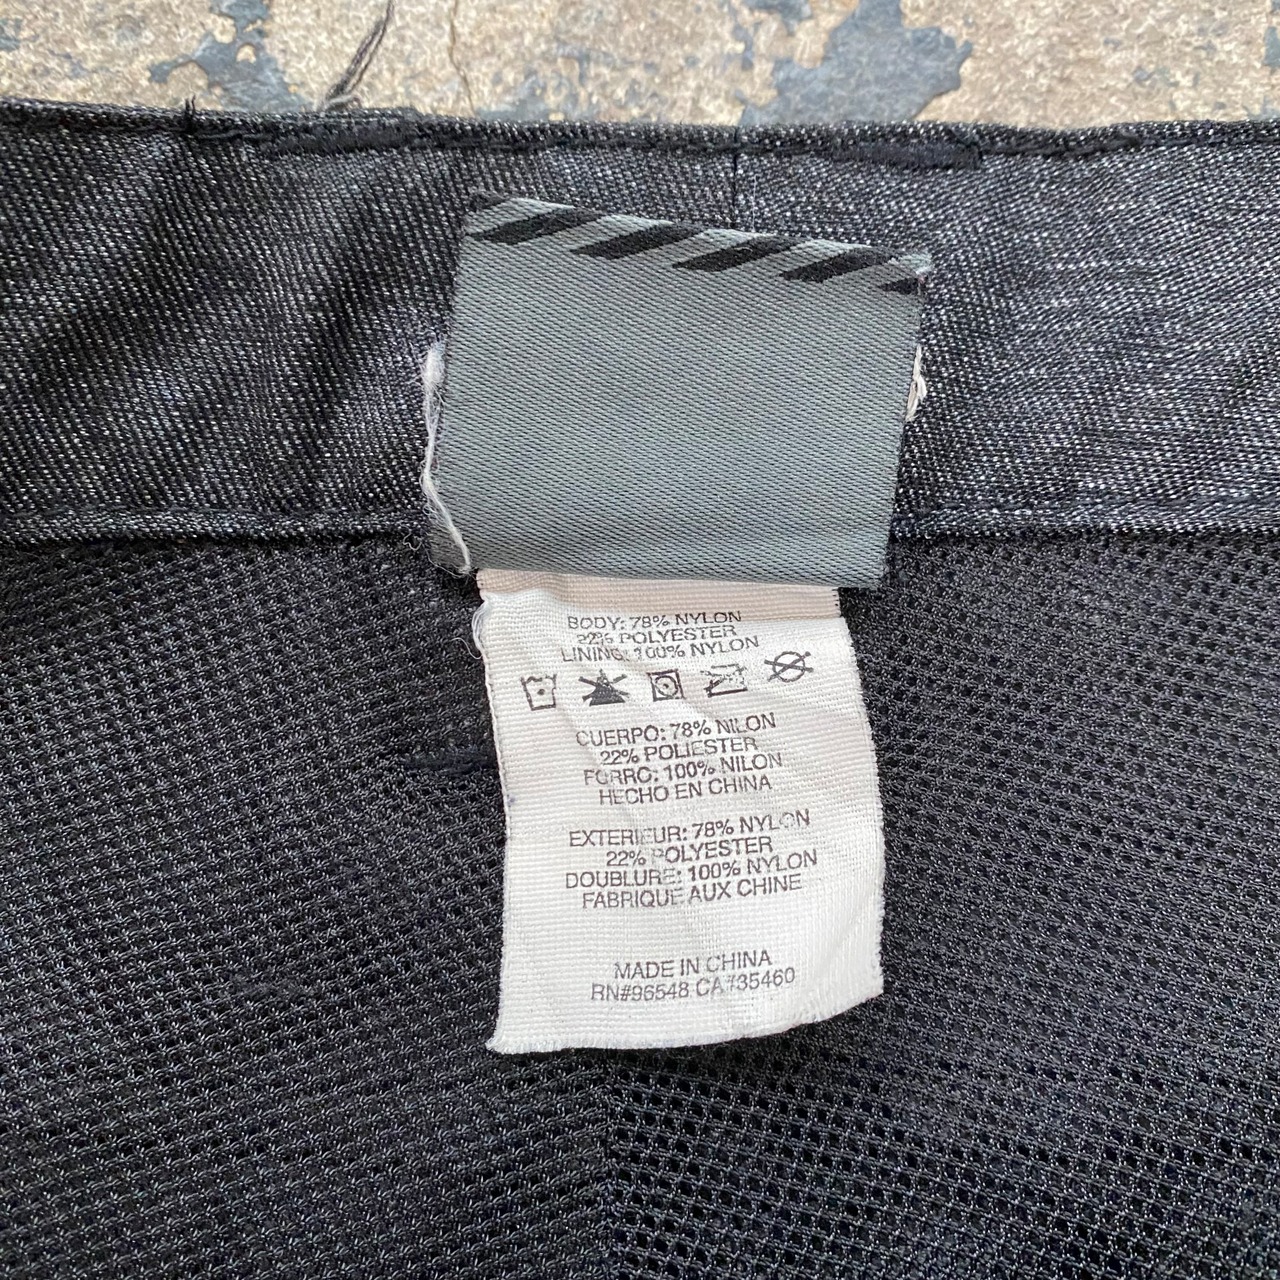 BODY: 78% NYLON
22% POLYESTER
LINING: 100% NYLON
CUERPO: 78% NILON
22% POLIESTER
FORRO: 100% NILON
HECHO EN CHINA
EXTERIEUR: 78% NYLON
22% POLYESTER
DOUBLURE: 100% NYLON
FABRIQUE AUX CHINE
MADE IN CHINA
RN#96548 CA#35460